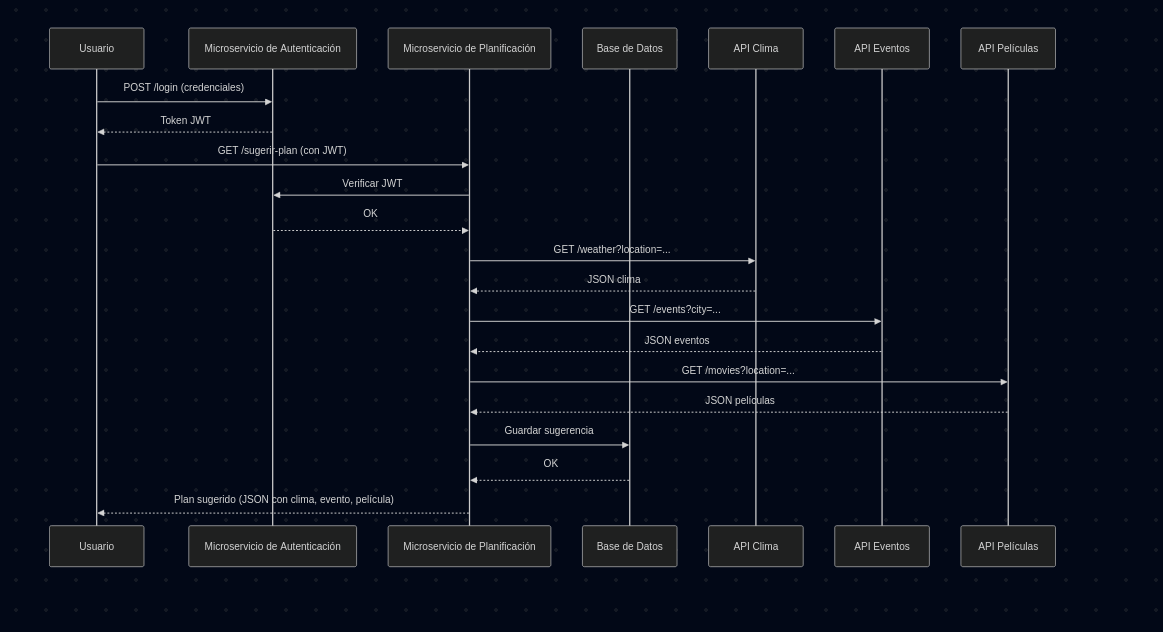 Usuario
Microservicio de Autenticación
Microservicio de Planificación
Base de Datos
API Clima
API Eventos
API Películas
POST /login (credenciales)
Token JWT
GET /sugerir-plan (con JWT)
Verificar JWT
OK
GET /weather?location=...
JSON clima
GET /events?city=...
JSON eventos
GET /movies?location=...
JSON películas
Guardar sugerencia
OK
Plan sugerido (JSON con clima, evento, película)
Usuario
Microservicio de Autenticación
Microservicio de Planificación
Base de Datos
API Clima
API Eventos
API Películas